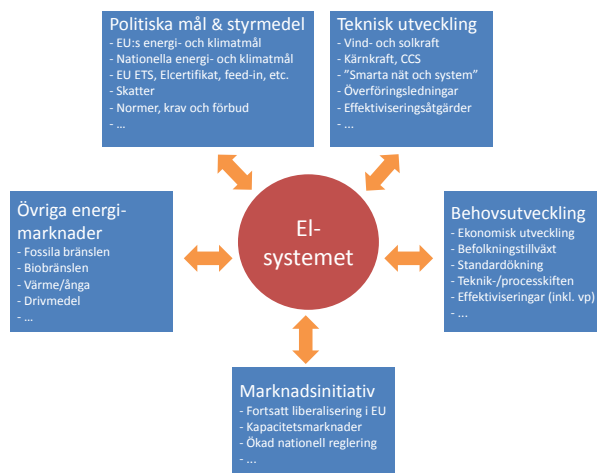 Politiska mål & styrmedel
- EU:s energi- och klimatmål
- Nationella energi- och klimatmål
- EU ETS, Elcertifikat, feed-in, etc.
- Skatter
- Normer, krav och förbud
- ...
Teknisk utveckling
- Vind- och solkraft
- Kärnkraft, CCS
- ”Smarta nät och system”
- Överföringsledningar
- Effektiviseringsåtgärder
- ...
Övriga energi-
marknader
- Fossila bränslen
- Biobränslen
- Värme/ånga
- Drivmedel
- ...
El-
systemet
Behovsutveckling
- Ekonomisk utveckling
- Befolkningstillväxt
- Standardökning
- Teknik-/processkiften
- Effektiviseringar (inkl. vp)
- ...
Marknadsinitiativ
- Fortsatt liberalisering i EU
- Kapacitetsmarknader
- Ökad nationell reglering
- ...